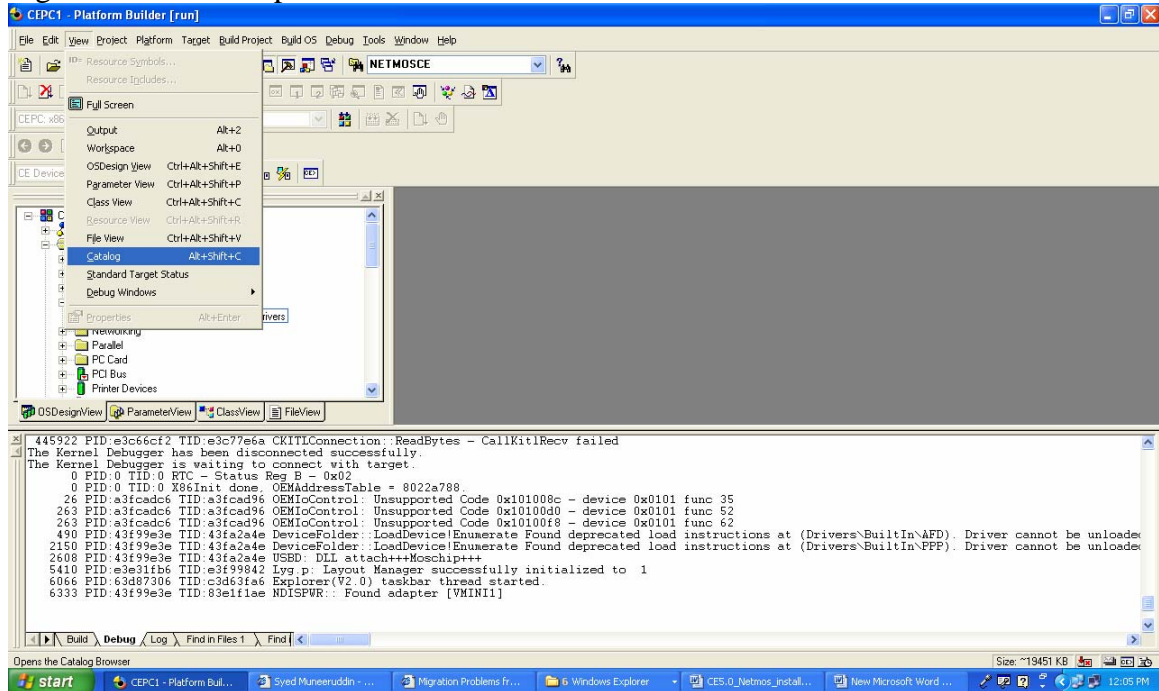 CEPC1 - Platform Builder [run]
File Edit View Project Platform Target Build Project Build OS Debug Tools Window Help
NETMOSCE
Resource Symbols...
Resource Includes...
Full Screen
CEPC: x86
Output Alt+2
Workspace Alt+0
OSDesign View Ctrl+Alt+Shift+E
CE Device
Parameter View Ctrl+Alt+Shift+P
Class View Ctrl+Alt+Shift+C
Resource View Ctrl+Alt+Shift+R
File View Ctrl+Alt+Shift+V
Catalog Alt+Shift+C
Standard Target Status
Debug Windows
Properties Alt+Enter
rivers
Networking
Parallel
PC Card
PCI Bus
Printer Devices
OSDesignView ParameterView ClassView FileView
445922 PID:e3c66cf2 TID:e3c77e6a CKITLConnection::ReadBytes - CallKitlRecv failed
The Kernel Debugger has been disconnected successfully.
The Kernel Debugger is waiting to connect with target.
0 PID:0 TID:0 RTC - Status Reg B - 0x02
0 PID:0 TID:0 X86Init done, OEMAddressTable = 8022a788.
26 PID:a3fcadc6 TID:a3fcad96 OEMIoControl: Unsupported Code 0x101008c - device 0x0101 func 35
263 PID:a3fcadc6 TID:a3fcad96 OEMIoControl: Unsupported Code 0x10100d0 - device 0x0101 func 52
263 PID:a3fcadc6 TID:a3fcad96 OEMIoControl: Unsupported Code 0x10100f8 - device 0x0101 func 62
490 PID:43f99e3e TID:43fa2a4e DeviceFolder::LoadDevice!Enumerate Found deprecated load instructions at (Drivers\BuiltIn\AFD). Driver cannot be unloade
2150 PID:43f99e3e TID:43fa2a4e DeviceFolder::LoadDevice!Enumerate Found deprecated load instructions at (Drivers\BuiltIn\PPP). Driver cannot be unloade
2608 PID:43f99e3e TID:43fa2a4e USBD: DLL attach+++Moschip+++
5410 PID:e3e31fb6 TID:e3f99842 Lyg.p: Layout Manager successfully initialized to 1
6066 PID:63d87306 TID:c3d63fa6 Explorer(V2.0) taskbar thread started.
6333 PID:43f99e3e TID:83e1f1ae NDISPWR:: Found adapter [VMINI1]
Build Debug Log Find in Files 1 Find
Opens the Catalog Browser Size: ~19451 KB
start CEPC1 - Platform Buil... Syed Muneeruddin - ... Migration Problems fr... 6 Windows Explorer CE5.0_Netmos_install... New Microsoft Word ... 12:05 PM